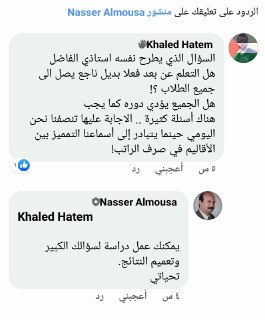 الردود على تعليقك على منشور Nasser Almousa
Khaled Hatem
السؤال الذي يطرح نفسه استاذي الفاضل
هل التعلم عن بعد فعلا بديل ناجع يصل الى
جميع الطلاب ؟!
هل الجميع يؤدي دوره كما يجب
هناك أسئلة كثيرة .. الاجابة عليها تنصفنا نحن
اليومي حينما يتبادر إلى أسماعنا التمميز بين
الأقاليم في صرف الراتب!
٥ س أعجبني رد
١
Nasser Almousa
Khaled Hatem
يمكنك عمل دراسة لسؤالك الكبير
وتعميم النتائج.
تحياتي
٤ س أعجبني رد